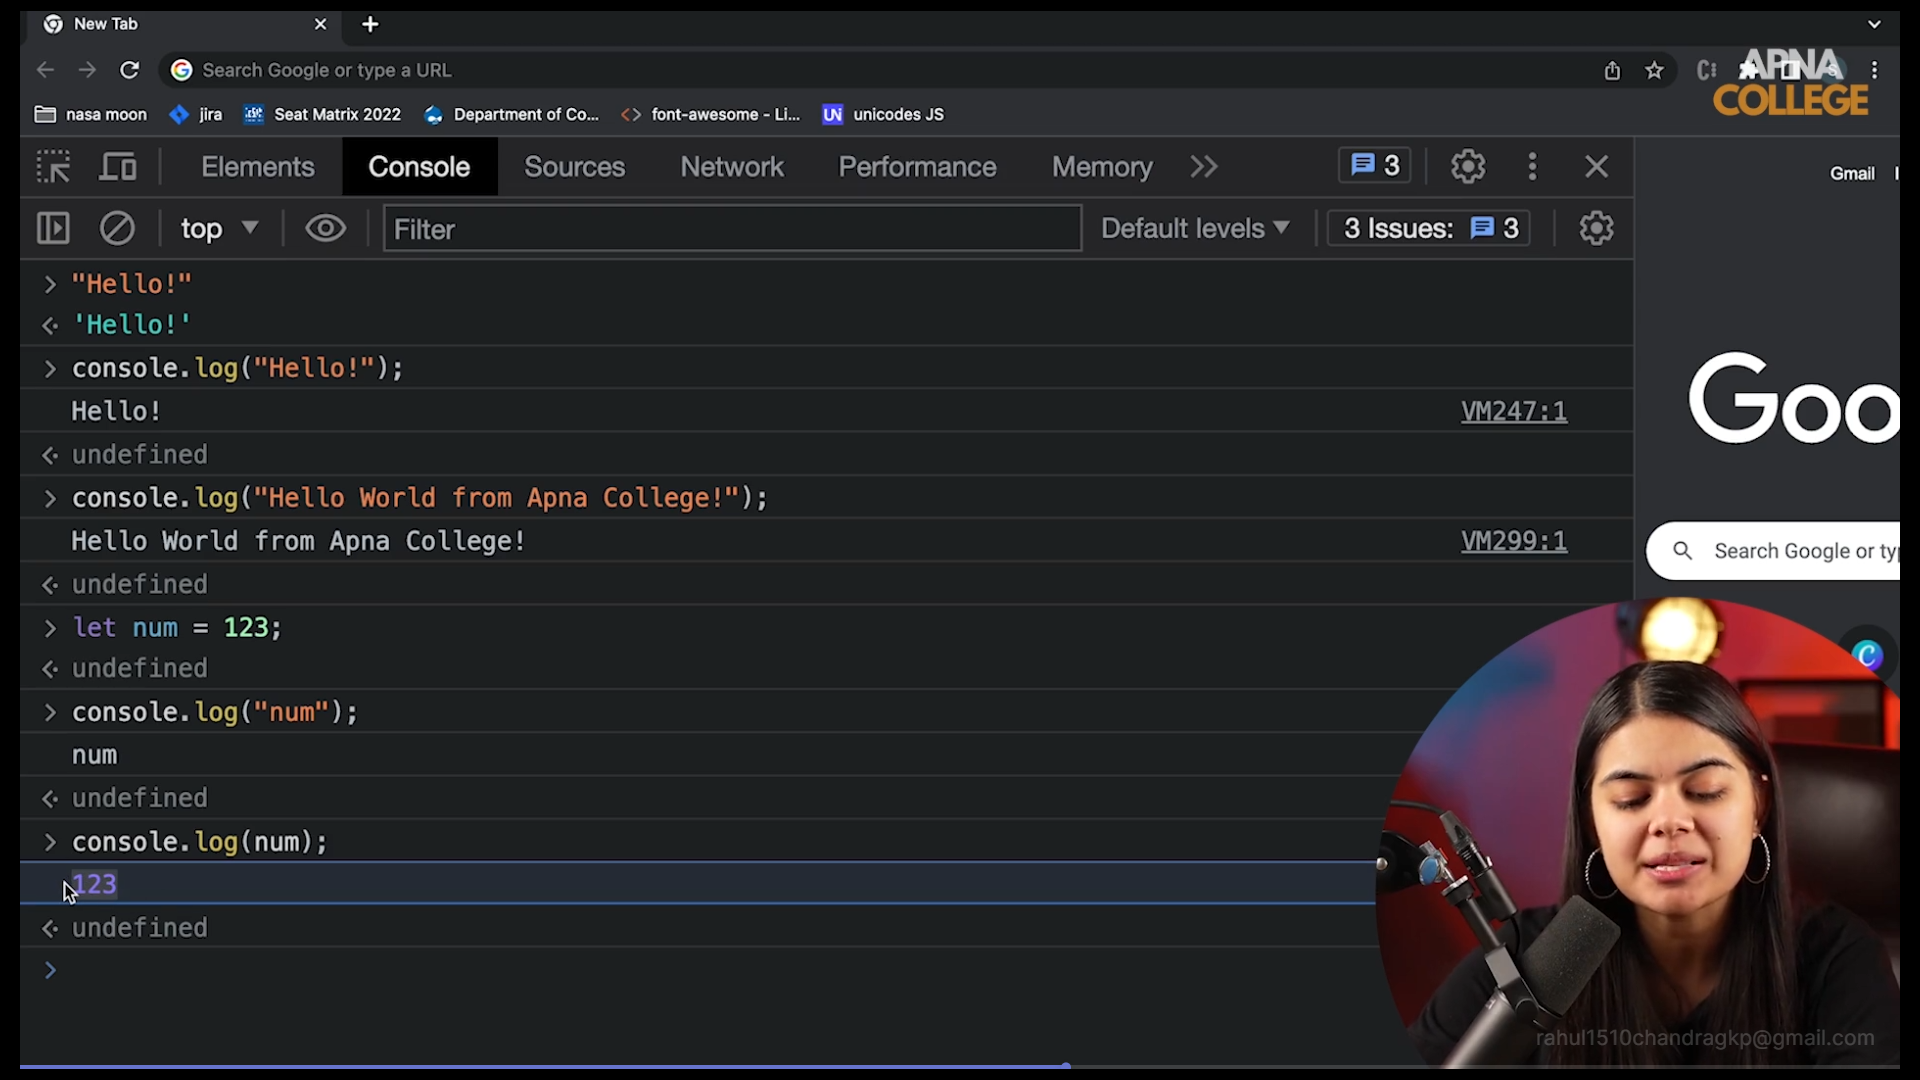 New Tab
Search Google or type a URL
APNA
COLLEGE
nasa moon jira Seat Matrix 2022 Department of Co... font-awesome - Li... UN unicodes JS
Elements Console Sources Network Performance Memory 3
Gmail
top Filter Default levels 3 Issues: 3
> "Hello!"
'Hello!'
> console.log("Hello!");
Hello! VM247:1
undefined
Goo
> console.log("Hello World from Apna College!");
Hello World from Apna College! VM299:1
Search Google or ty
undefined
> let num = 123;
undefined
> console.log("num");
num
undefined
> console.log(num);
123
undefined
>
rahul1510chandragkp@gmail.com